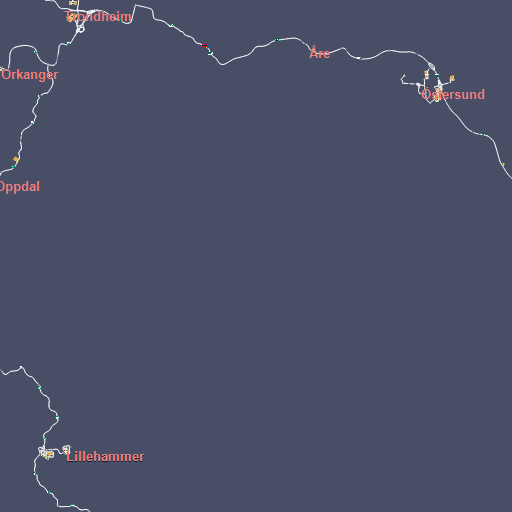 Trondheim
Åre
Orkanger
Östersund
Oppdal
Lillehammer